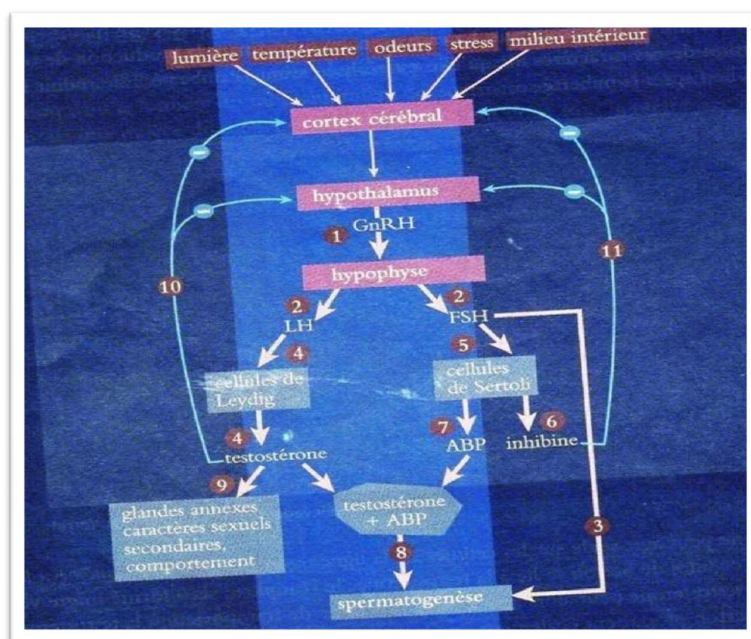 lumière température odeurs stress milieu intérieur
cortex cérébral
hypothalamus
1 GnRH
hypophyse
10
11
2
LH
2
FSH
4
cellules de
Leydig
5
cellules
de Sertoli
4
testostérone
7
ABP
6
inhibine
9
glandes annexes
caractères sexuels
secondaires,
comportement
testostérone
+ ABP
3
8
spermatogenèse